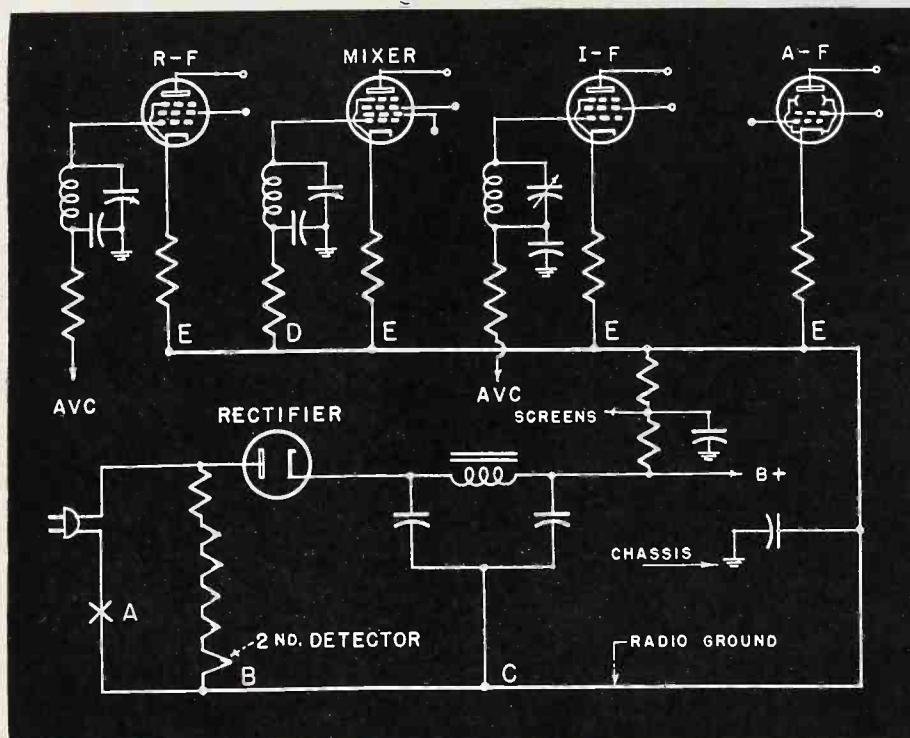 R-F MIXER I-F A-F
E D E E E
AVC AVC
SCREENS
RECTIFIER
B+
CHASSIS
A
2 ND. DETECTOR
RADIO GROUND
B C